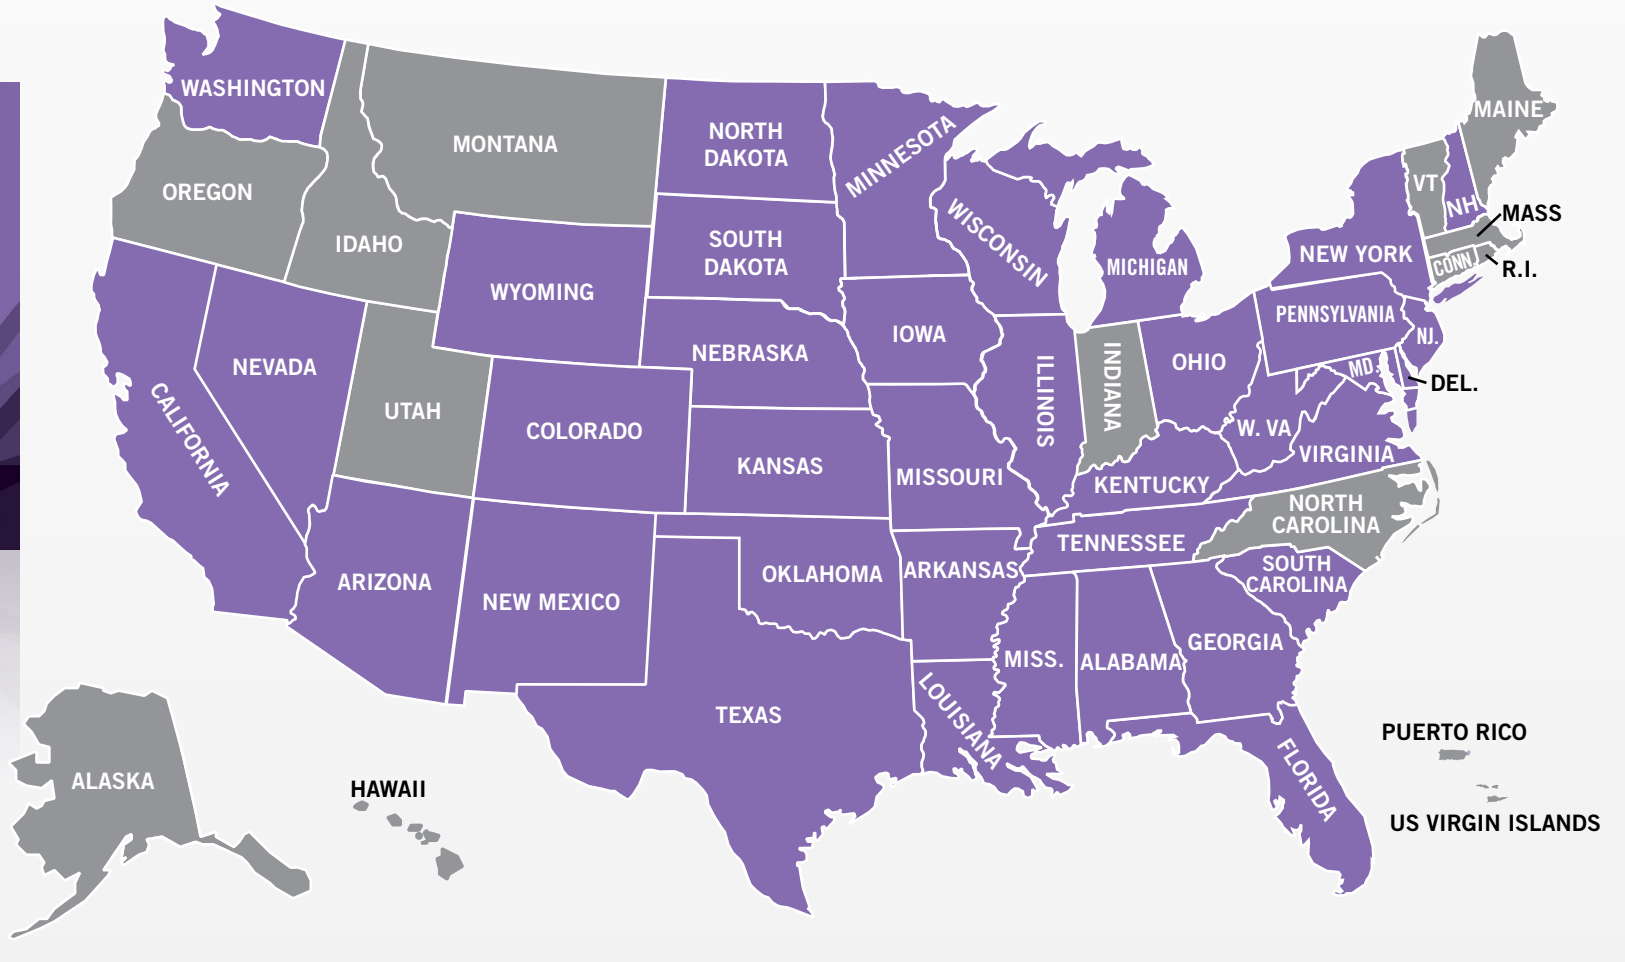 WASHINGTON
OREGON
IDAHO
MONTANA
NORTH
DAKOTA
MINNESOTA
SOUTH
DAKOTA
WYOMING
WISCONSIN
MICHIGAN
MAINE
VT
NH
MASS
NEW YORK
CONN.
R.I.
CALIFORNIA
NEVADA
UTAH
COLORADO
NEBRASKA
IOWA
ILLINOIS
INDIANA
OHIO
PENNSYLVANIA
NJ.
MD.
DEL.
KANSAS
MISSOURI
KENTUCKY
W. VA
VIRGINIA
NORTH
CAROLINA
TENNESSEE
SOUTH
CAROLINA
ARIZONA
NEW MEXICO
OKLAHOMA
ARKANSAS
MISS.
ALABAMA
GEORGIA
TEXAS
LOUISIANA
FLORIDA
ALASKA
HAWAII
PUERTO RICO
US VIRGIN ISLANDS